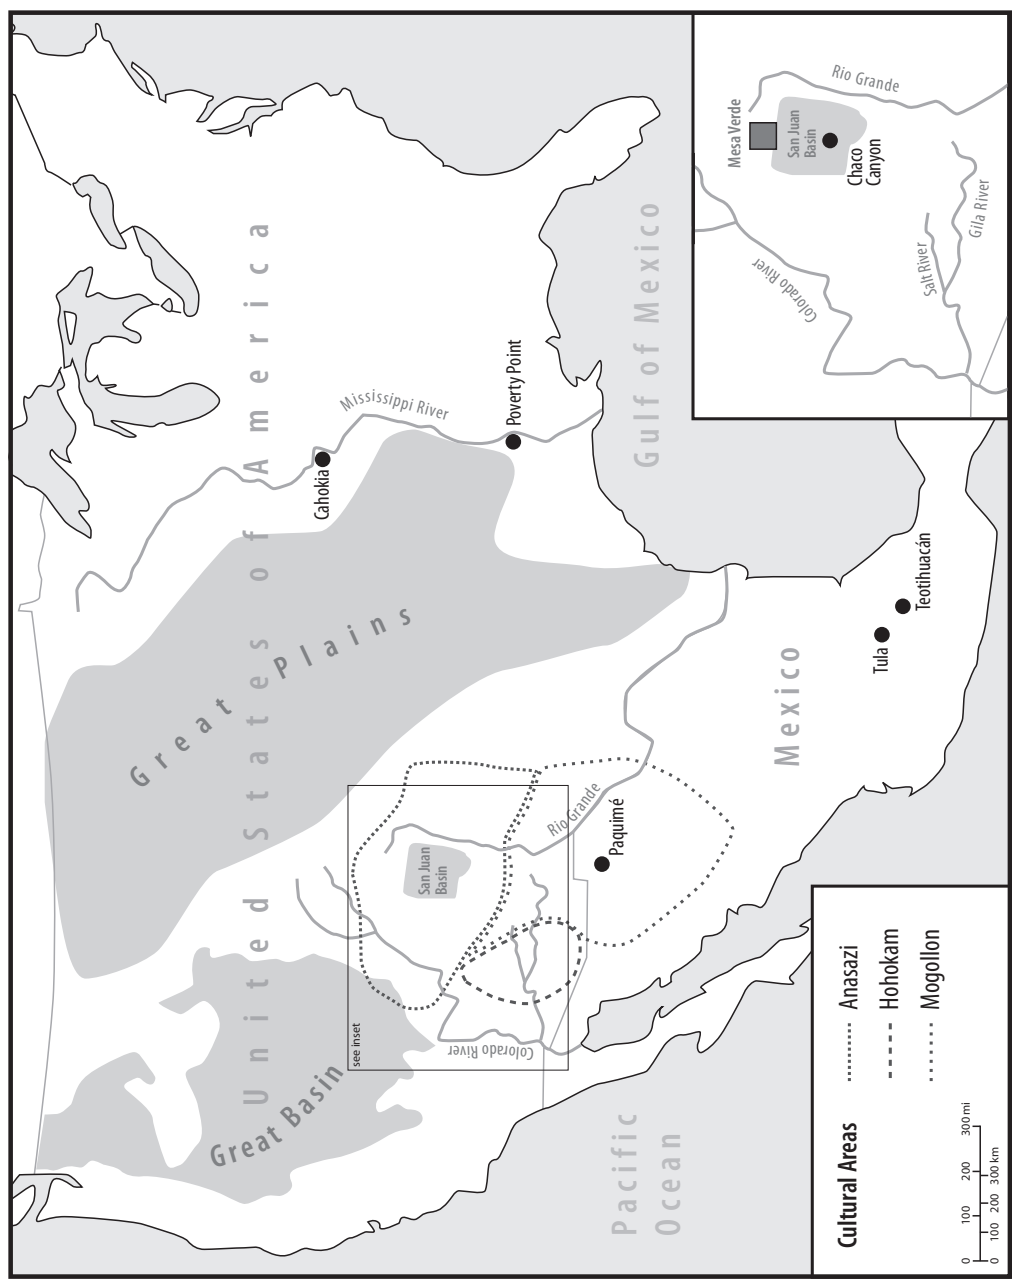 United States of America
Great Plains
Great Basin
Mississippi River
Cahokia
Poverty Point
Gulf of Mexico
San Juan
Basin
Rio Grande
Colorado River
see inset
Paquimé
Mexico
Tula
Teotihuacán
Pacific
Ocean
Mesa Verde
San Juan
Basin
Chaco
Canyon
Rio Grande
Colorado River
Salt River
Gila River
Cultural Areas
Anasazi
Hohokam
Mogollon
0 100 200 300 mi
0 100 200 300 km